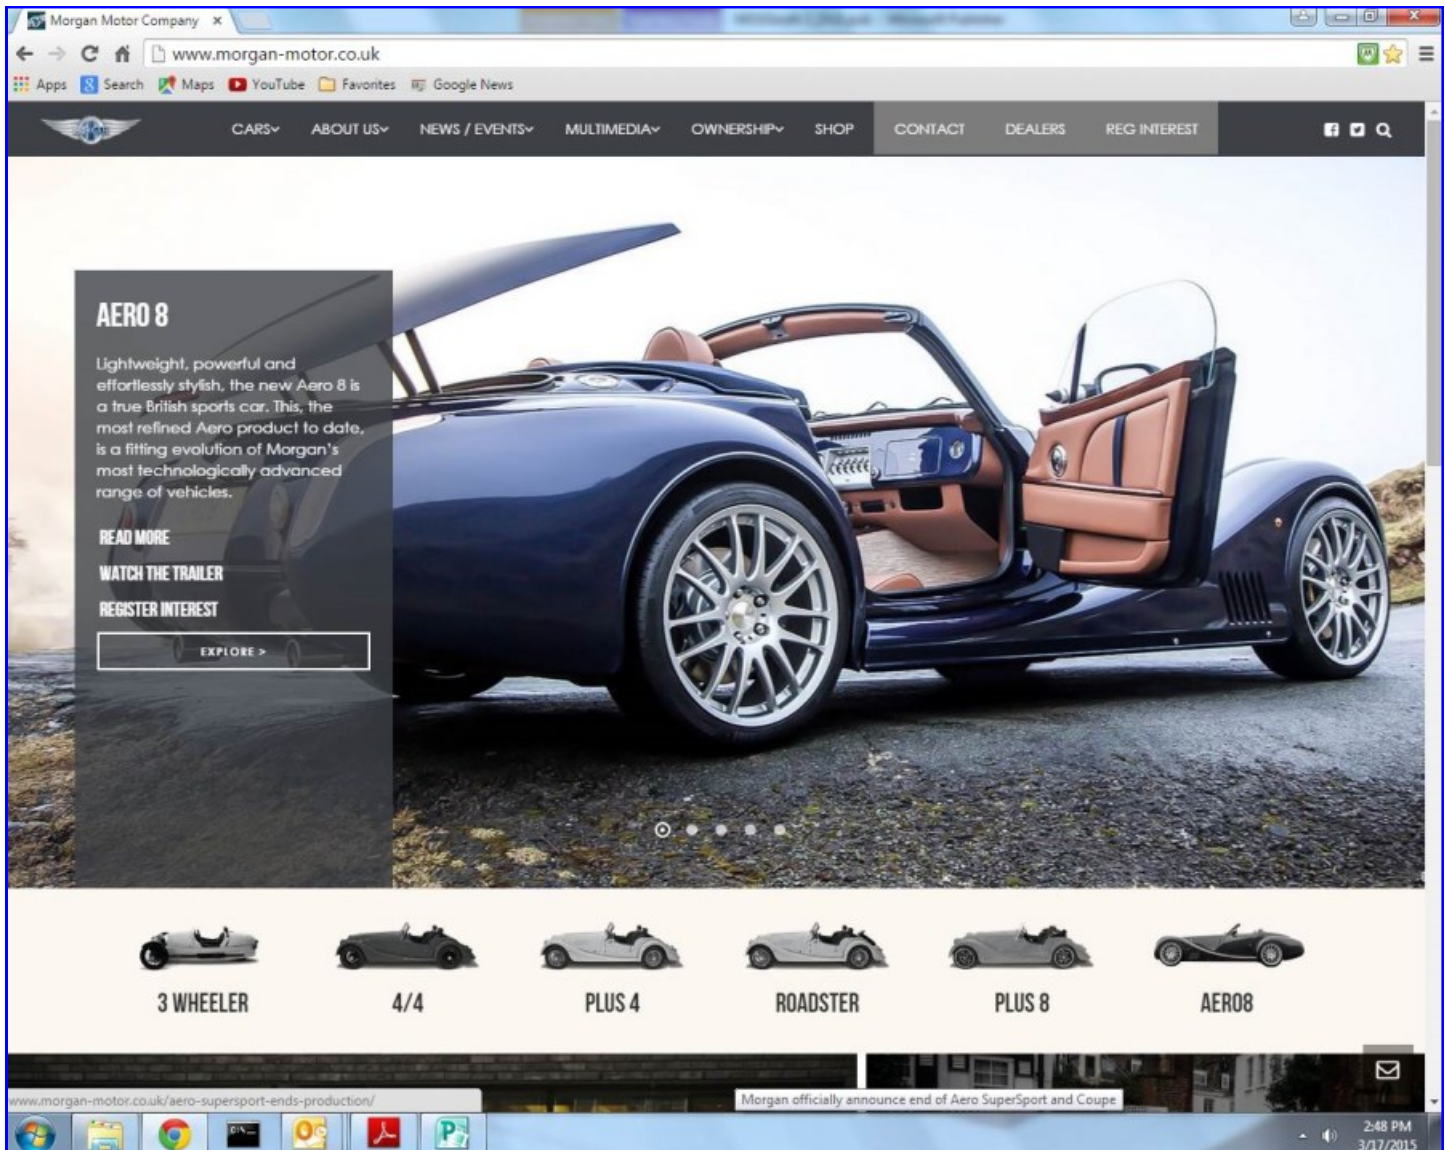 Morgan Motor Company
www.morgan-motor.co.uk
Apps Search Maps YouTube Favorites Google News
CARS ABOUT US NEWS / EVENTS MULTIMEDIA OWNERSHIP SHOP CONTACT DEALERS REG INTEREST
AERO 8
Lightweight, powerful and
effortlessly stylish, the new Aero 8 is
a true British sports car. This, the
most refined Aero product to date,
is a fitting evolution of Morgan's
most technologically advanced
range of vehicles.
READ MORE
WATCH THE TRAILER
REGISTER INTEREST
EXPLORE >
3 WHEELER 4/4 PLUS 4 ROADSTER PLUS 8 AERO8
www.morgan-motor.co.uk/aero-supersport-ends-production/
Morgan officially announce end of Aero SuperSport and Coupe
2:48 PM
3/17/2015